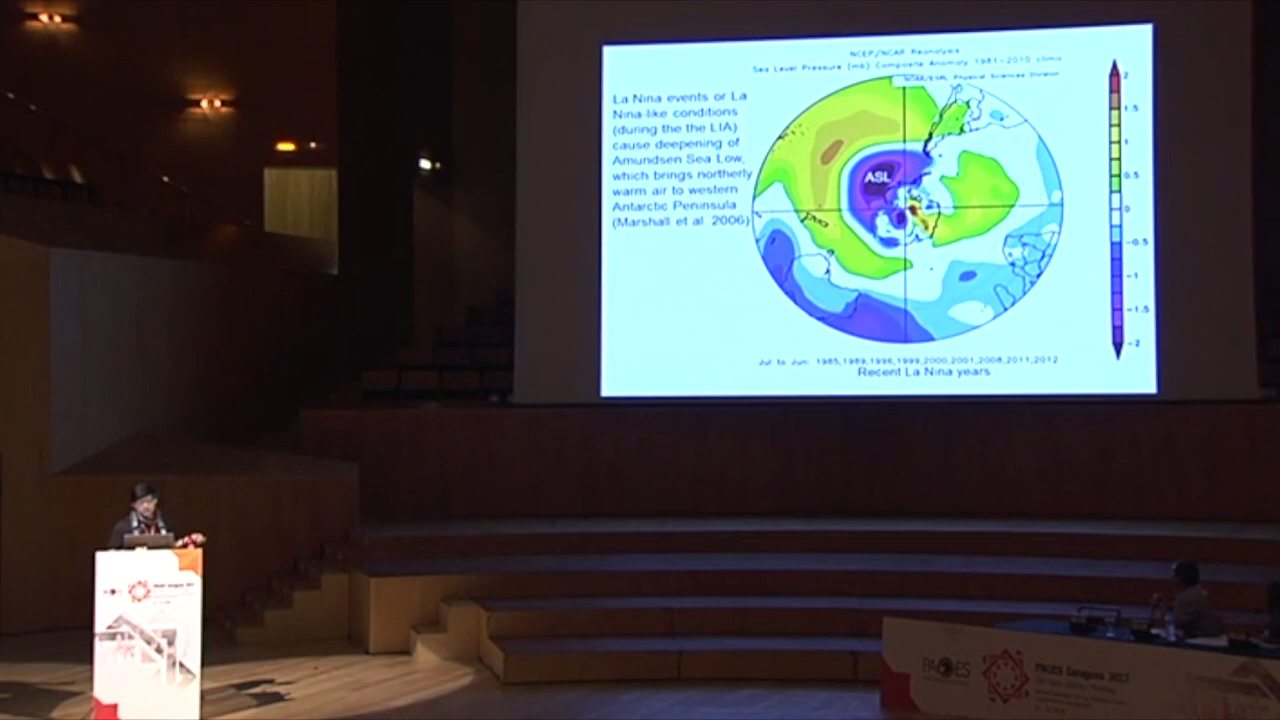 NCEP/NCAR Reanalysis
Sea Level Pressure (mb) Composite Anomaly 1981-2010 climo
NOAA/ESRL Physical Sciences Division
La Nina events or La
Nina-like conditions
(during the the LIA)
cause deepening of
Amundsen Sea Low,
which brings northerly
warm air to western
Antarctic Peninsula
(Marshall et al. 2006)
ASL
2
1.5
1
0.5
0
-0.5
-1
-1.5
-2
Jul to Jun: 1985,1989,1996,1999,2000,2001,2008,2011,2012
Recent La Nina years
PAGES Zaragoza 2017
PAGES
PAGES Zaragoza 2017